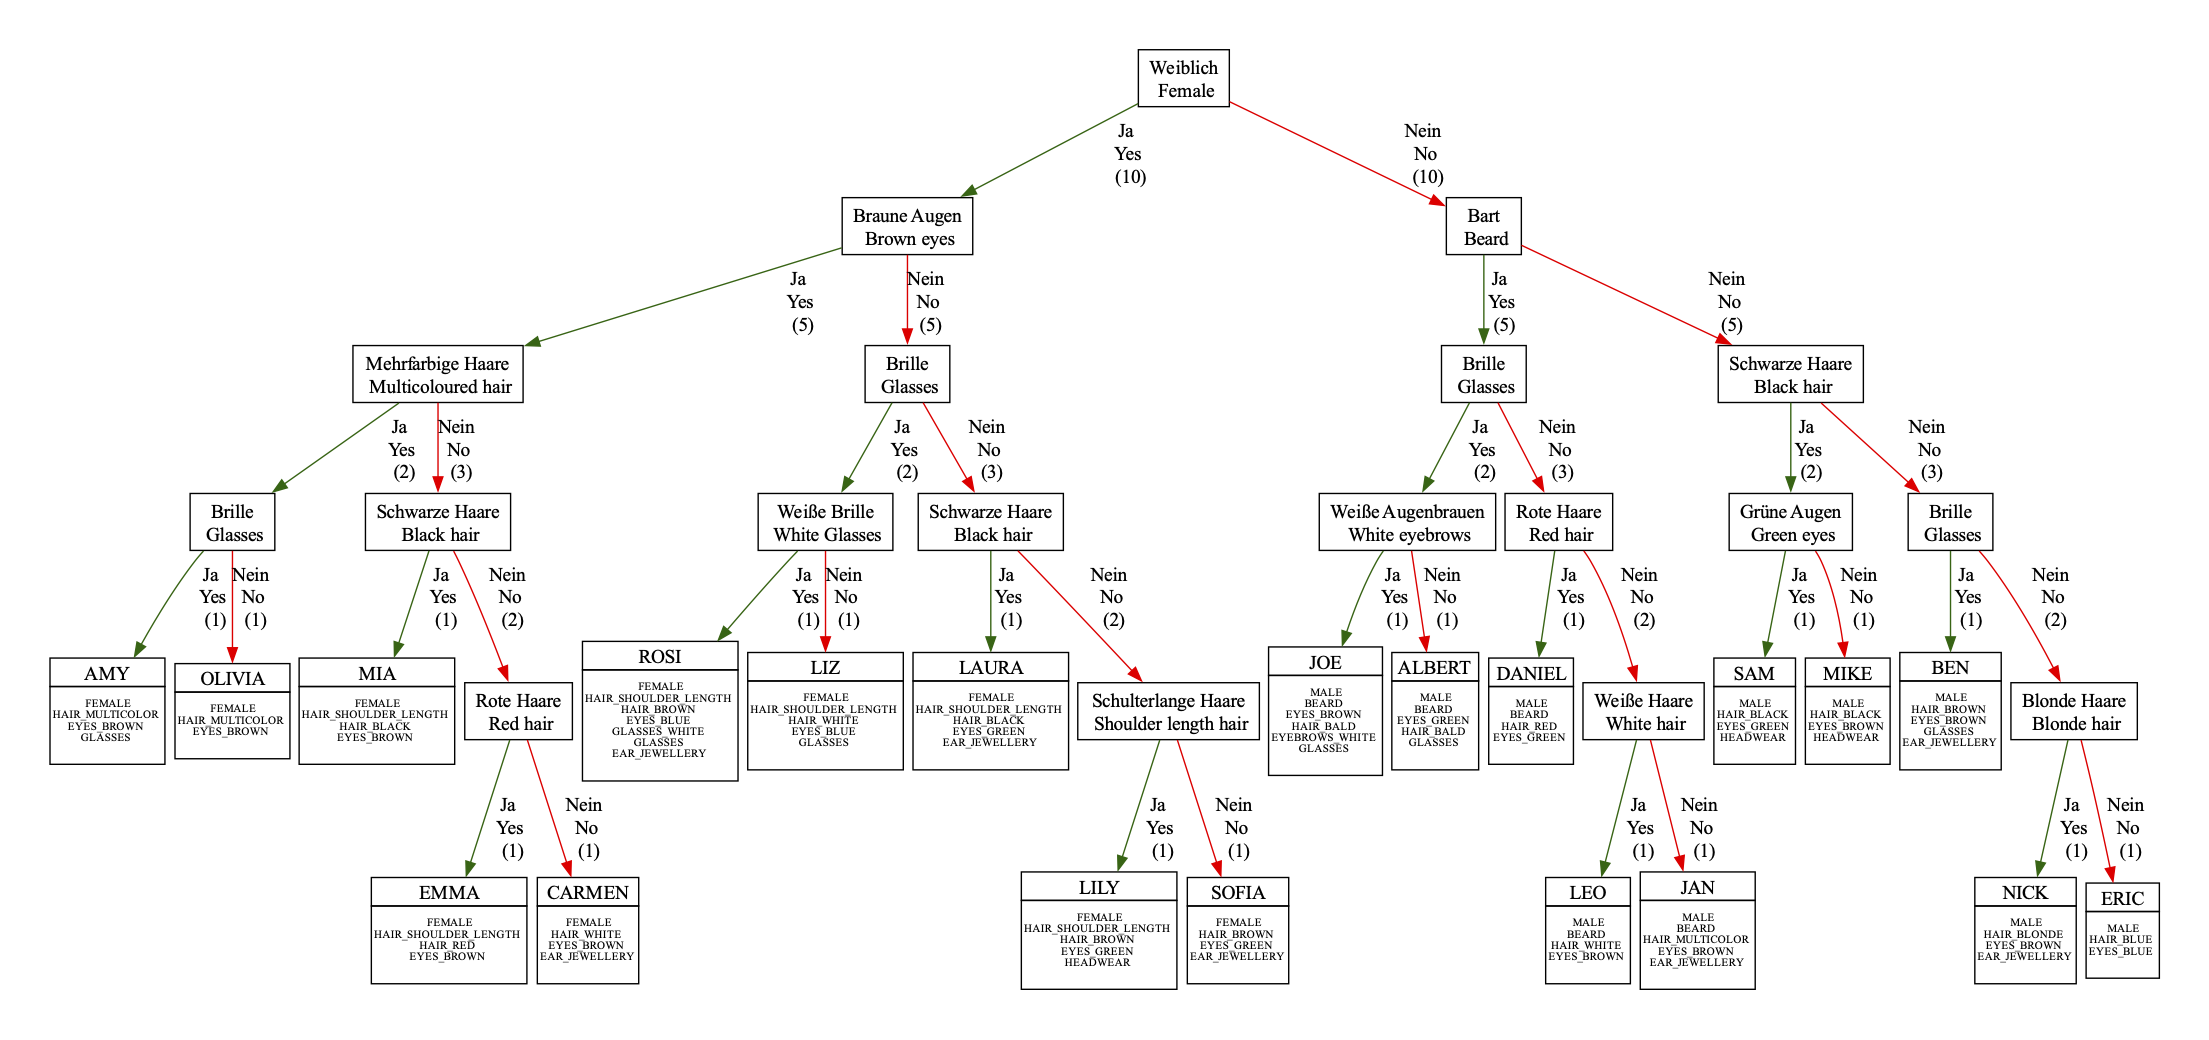 Weiblich
Female
Ja
Yes
(10)
Nein
No
(10)
Braune Augen
Brown eyes
Bart
Beard
Ja
Yes
(5)
Nein
No
(5)
Ja
Yes
(5)
Nein
No
(5)
Mehrfarbige Haare
Multicoloured hair
Brille
Glasses
Brille
Glasses
Schwarze Haare
Black hair
Ja
Yes
(2)
Nein
No
(3)
Ja
Yes
(2)
Nein
No
(3)
Ja
Yes
(2)
Nein
No
(3)
Ja
Yes
(2)
Nein
No
(3)
Brille
Glasses
Schwarze Haare
Black hair
Weiße Brille
White Glasses
Schwarze Haare
Black hair
Weiße Augenbrauen
White eyebrows
Rote Haare
Red hair
Grüne Augen
Green eyes
Brille
Glasses
Ja
Yes
(1)
Nein
No
(1)
Ja
Yes
(1)
Nein
No
(2)
Ja
Yes
(1)
Nein
No
(1)
Ja
Yes
(1)
Nein
No
(2)
Ja
Yes
(1)
Nein
No
(1)
Ja
Yes
(1)
Nein
No
(2)
Ja
Yes
(1)
Nein
No
(1)
Ja
Yes
(1)
Nein
No
(2)
AMY
FEMALE
HAIR_MULTICOLOR
EYES_BROWN
GLASSES
OLIVIA
FEMALE
HAIR_MULTICOLOR
EYES_BROWN
MIA
FEMALE
HAIR_SHOULDER_LENGTH
HAIR_BLACK
EYES_BROWN
Rote Haare
Red hair
ROSI
FEMALE
HAIR_SHOULDER_LENGTH
HAIR_BROWN
EYES_BLUE
GLASSES_WHITE
GLASSES
EAR_JEWELLERY
LIZ
FEMALE
HAIR_SHOULDER_LENGTH
HAIR_WHITE
EYES_BLUE
GLASSES
LAURA
FEMALE
HAIR_SHOULDER_LENGTH
HAIR_BLACK
EYES_GREEN
EAR_JEWELLERY
Schulterlange Haare
Shoulder length hair
JOE
MALE
BEARD
EYES_BROWN
HAIR_BALD
EYEBROWS_WHITE
GLASSES
ALBERT
MALE
BEARD
EYES_GREEN
HAIR_BALD
GLASSES
DANIEL
MALE
BEARD
HAIR_RED
EYES_GREEN
Weiße Haare
White hair
SAM
MALE
HAIR_BLACK
EYES_GREEN
HEADWEAR
MIKE
MALE
HAIR_BLACK
EYES_BROWN
HEADWEAR
BEN
MALE
HAIR_BROWN
EYES_BROWN
GLASSES
EAR_JEWELLERY
Blonde Haare
Blonde hair
Ja
Yes
(1)
Nein
No
(1)
Ja
Yes
(1)
Nein
No
(1)
Ja
Yes
(1)
Nein
No
(1)
Ja
Yes
(1)
Nein
No
(1)
EMMA
FEMALE
HAIR_SHOULDER_LENGTH
HAIR_RED
EYES_BROWN
CARMEN
FEMALE
HAIR_WHITE
EYES_BROWN
EAR_JEWELLERY
LILY
FEMALE
HAIR_SHOULDER_LENGTH
HAIR_BROWN
EYES_GREEN
HEADWEAR
SOFIA
FEMALE
HAIR_BROWN
EYES_GREEN
EAR_JEWELLERY
LEO
MALE
BEARD
HAIR_WHITE
EYES_BROWN
JAN
MALE
BEARD
HAIR_MULTICOLOR
EYES_BROWN
EAR_JEWELLERY
NICK
MALE
HAIR_BLONDE
EYES_BROWN
EAR_JEWELLERY
ERIC
MALE
HAIR_BLUE
EYES_BLUE